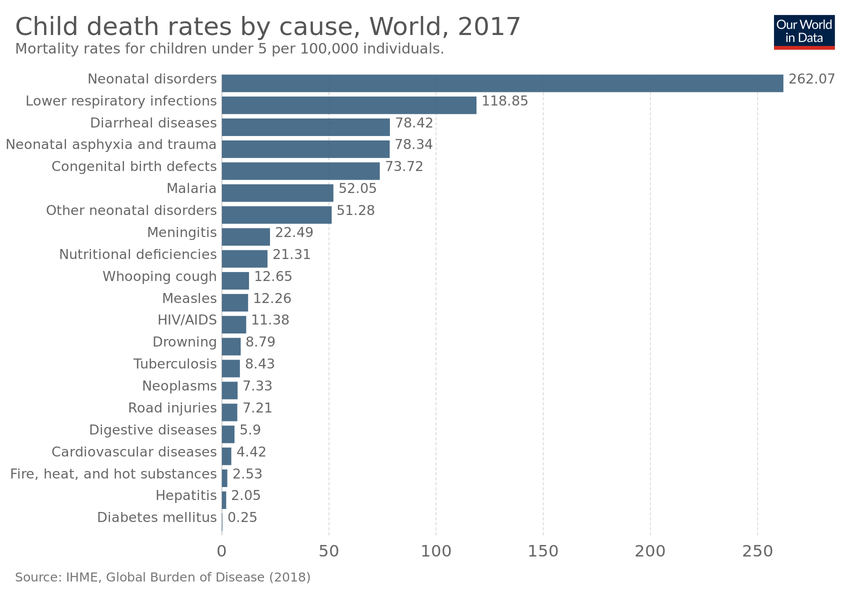 Child death rates by cause, World, 2017
Mortality rates for children under 5 per 100,000 individuals.
Our World
in Data
Neonatal disorders 262.07
Lower respiratory infections 118.85
Diarrheal diseases 78.42
Neonatal asphyxia and trauma 78.34
Congenital birth defects 73.72
Malaria 52.05
Other neonatal disorders 51.28
Meningitis 22.49
Nutritional deficiencies 21.31
Whooping cough 12.65
Measles 12.26
HIV/AIDS 11.38
Drowning 8.79
Tuberculosis 8.43
Neoplasms 7.33
Road injuries 7.21
Digestive diseases 5.9
Cardiovascular diseases 4.42
Fire, heat, and hot substances 2.53
Hepatitis 2.05
Diabetes mellitus 0.25
0 50 100 150 200 250
Source: IHME, Global Burden of Disease (2018)